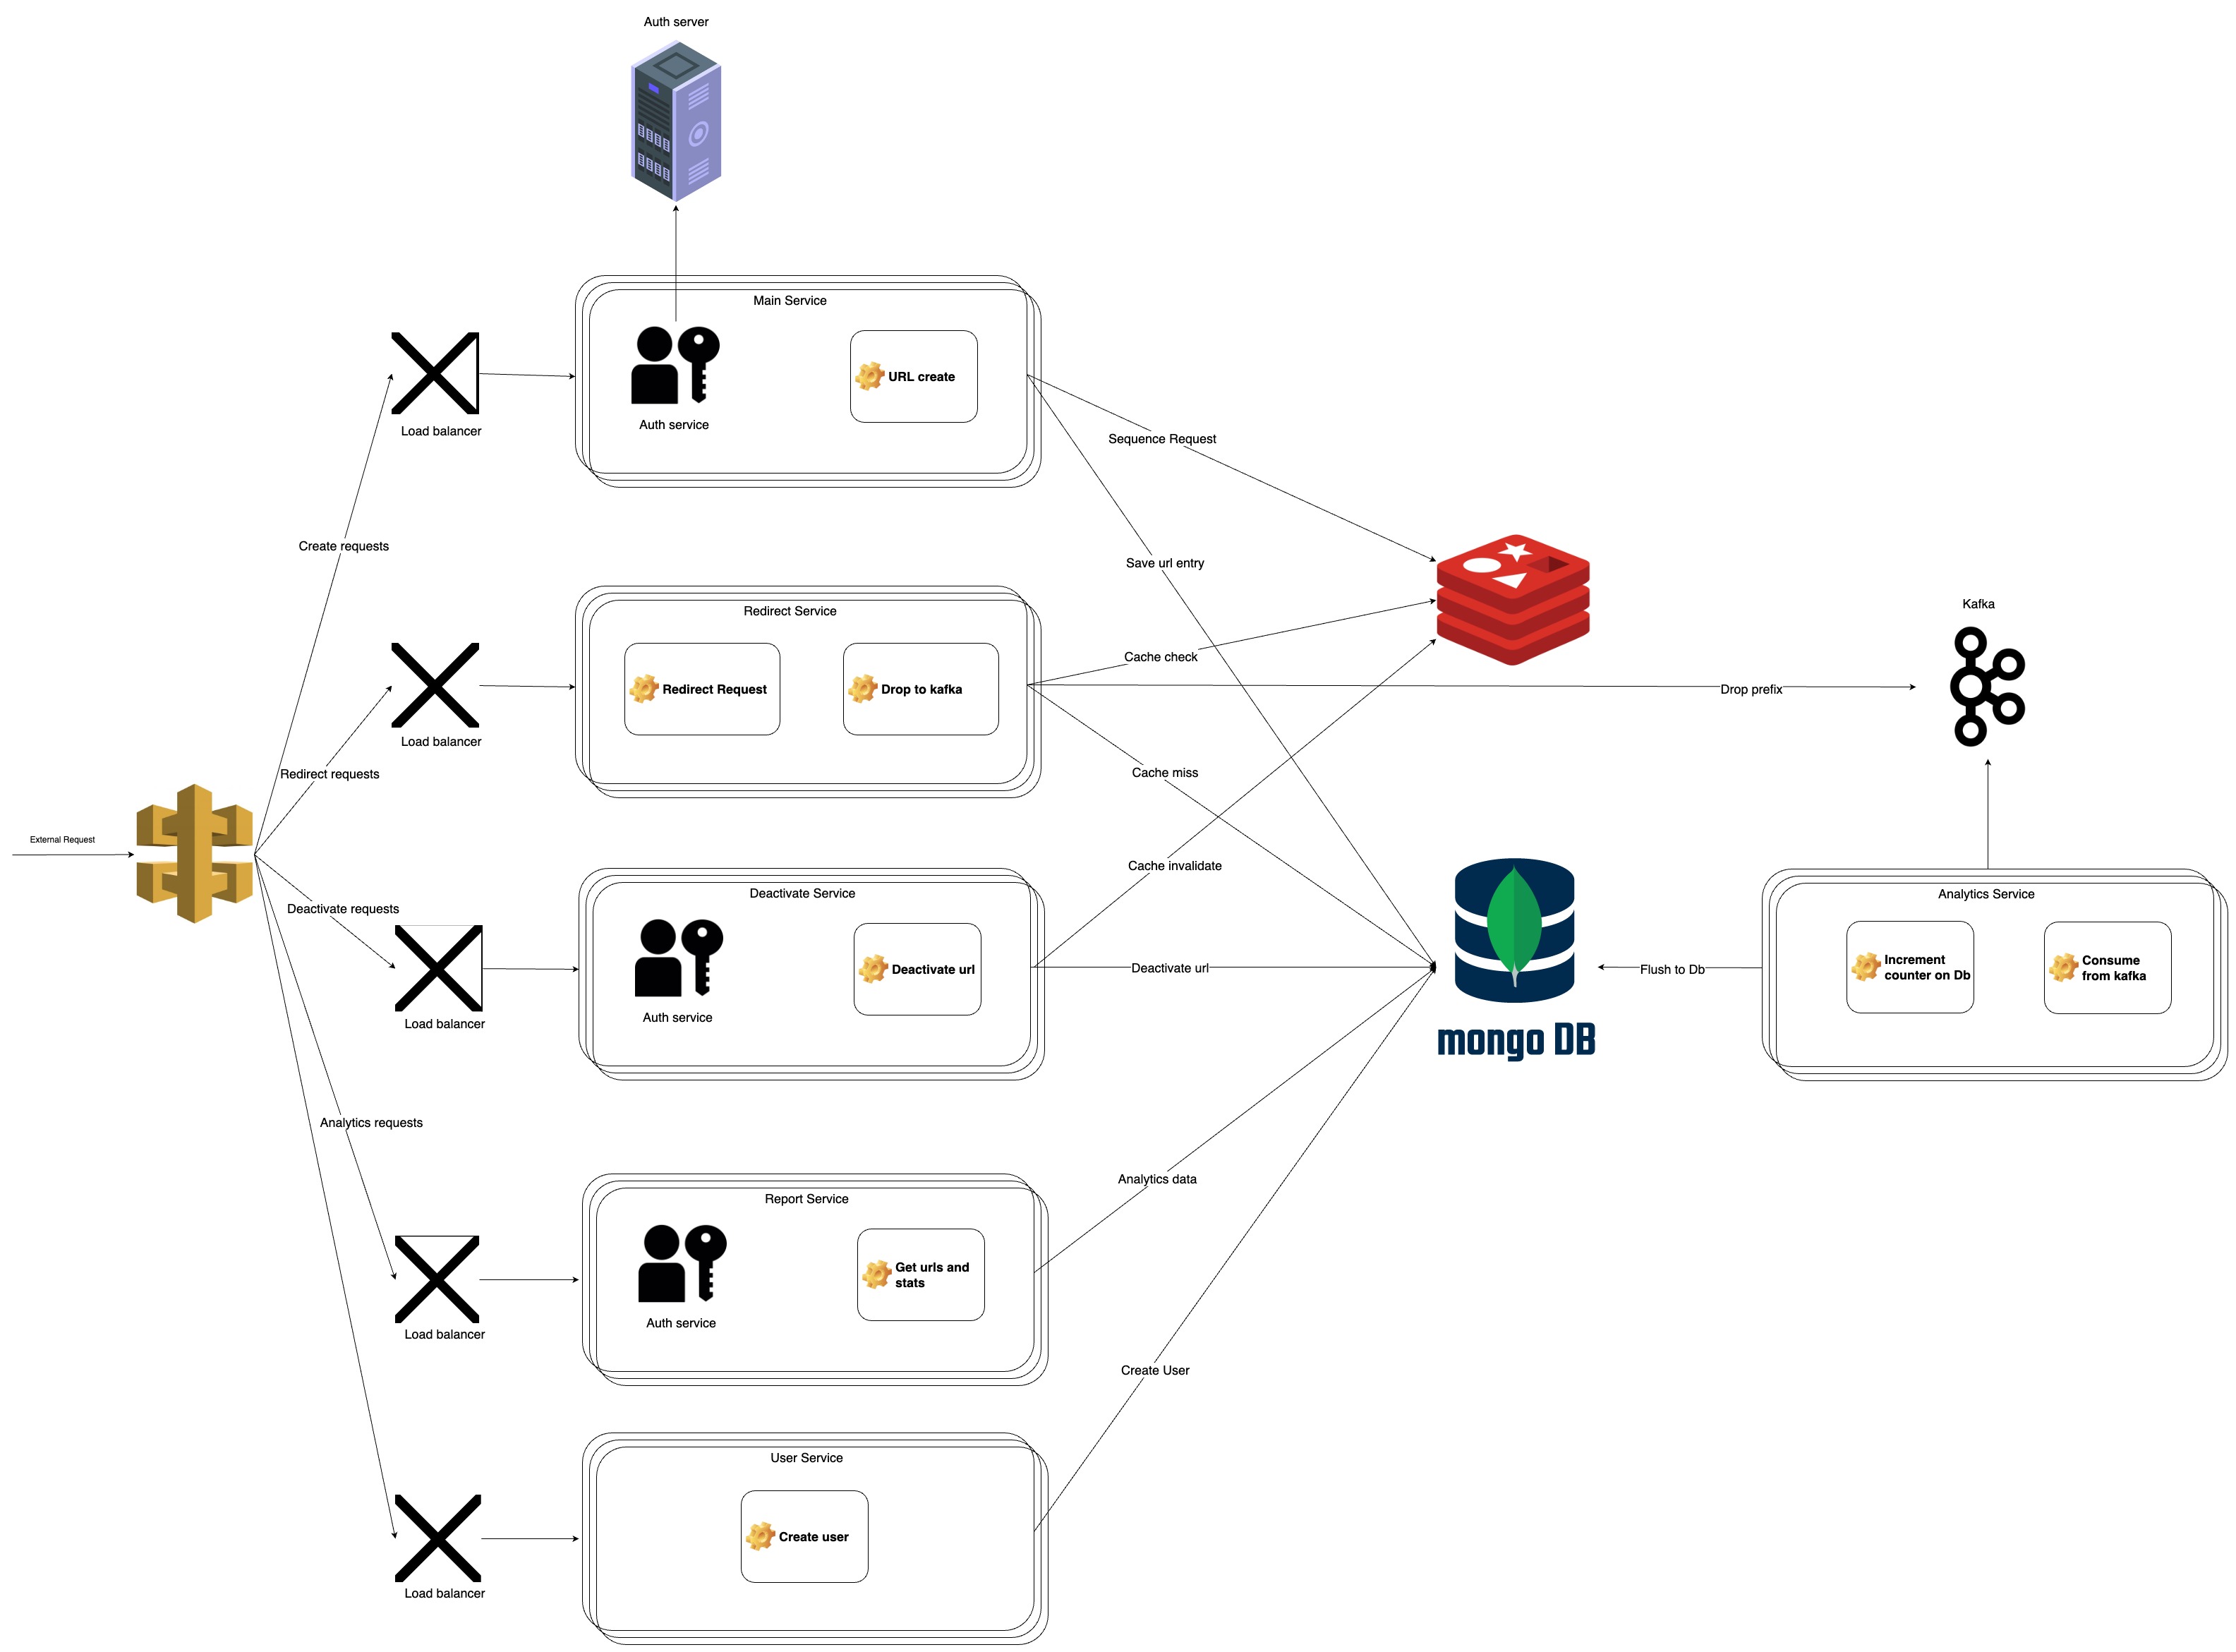 Auth server
Main Service
URL create
Auth service
Load balancer
Sequence Request
Create requests
Save url entry
Redirect Service
Kafka
Redirect Request
Drop to kafka
Cache check
Drop prefix
Load balancer
Redirect requests
Cache miss
External Request
Cache invalidate
Deactivate Service
Analytics Service
Deactivate requests
Deactivate url
Deactivate url
Flush to Db
Increment
counter on Db
Consume
from kafka
Auth service
Load balancer
mongo DB
Analytics requests
Analytics data
Report Service
Get urls and
stats
Auth service
Load balancer
Create User
User Service
Create user
Load balancer